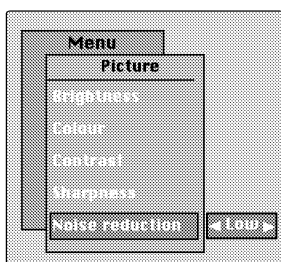 Menu
Picture
Brightness
Colour
Contrast
Sharpness
Noise reduction ◀ Low ▶